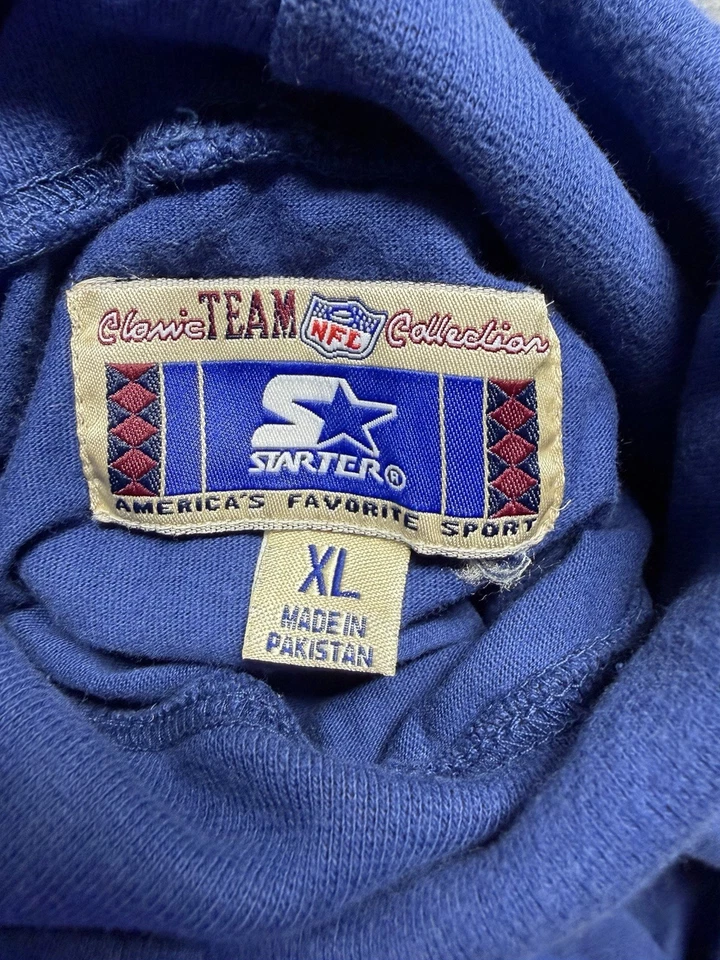 Classic TEAM NFL Collection
STARTER®
AMERICA'S FAVORITE SPORT
XL
MADE IN
PAKISTAN